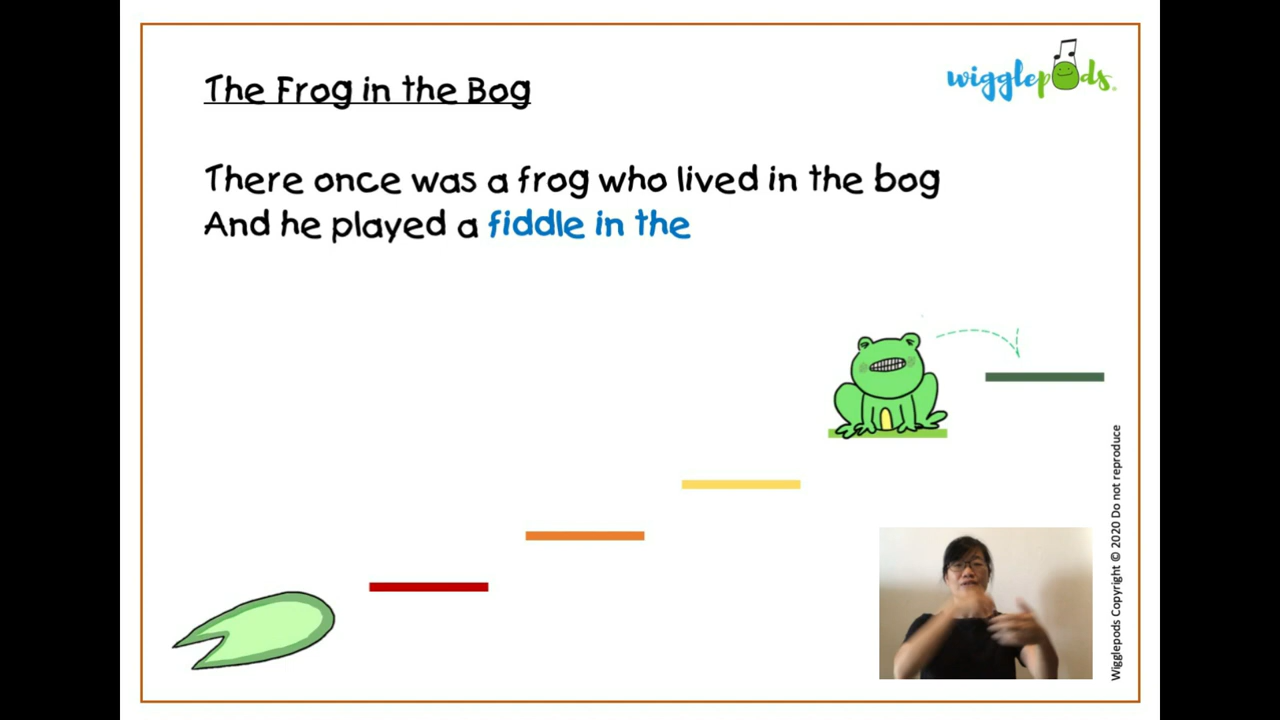 The Frog in the Bog
wigglepods
There once was a frog who lived in the bog
And he played a fiddle in the
Wigglepods Copyright © 2020 Do not reproduce